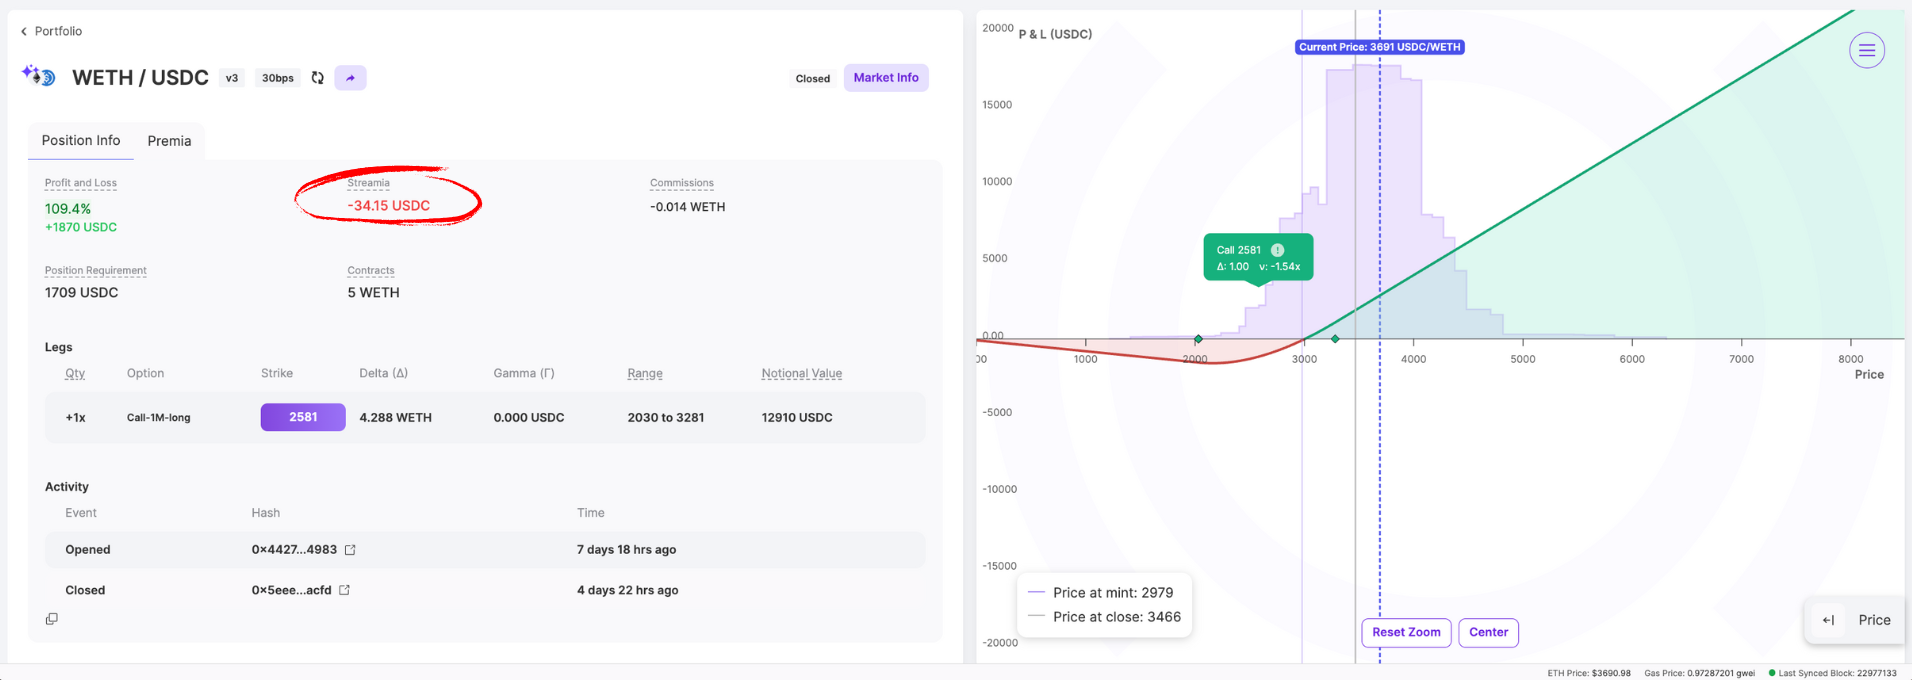 Portfolio
WETH / USDC v3 30bps
Closed Market Info
Position Info Premia
Profit and Loss Streamia Commissions
109.4% -34.15 USDC -0.014 WETH
+1870 USDC
Position Requirement Contracts
1709 USDC 5 WETH
Legs
Qty Option Strike Delta (Δ) Gamma (Γ) Range Notional Value
+1x Call-1M-long 2581 4.288 WETH 0.000 USDC 2030 to 3281 12910 USDC
Activity
Event Hash Time
Opened 0x4427...4983 7 days 18 hrs ago
Closed 0x5eee...acfd 4 days 22 hrs ago
20000 P & L (USDC)
Current Price: 3691 USDC/WETH
15000
10000
5000
Call 2581 !
Δ: 1.00 ν: -1.54x
0.00
00 1000 2000 3000 4000 5000 6000 7000 8000
Price
-5000
-10000
-15000
-20000
Price at mint: 2979
Price at close: 3466
Reset Zoom Center
Price
ETH Price: $3690.98 Gas Price: 0.97287201 gwei Last Synced Block: 22977133